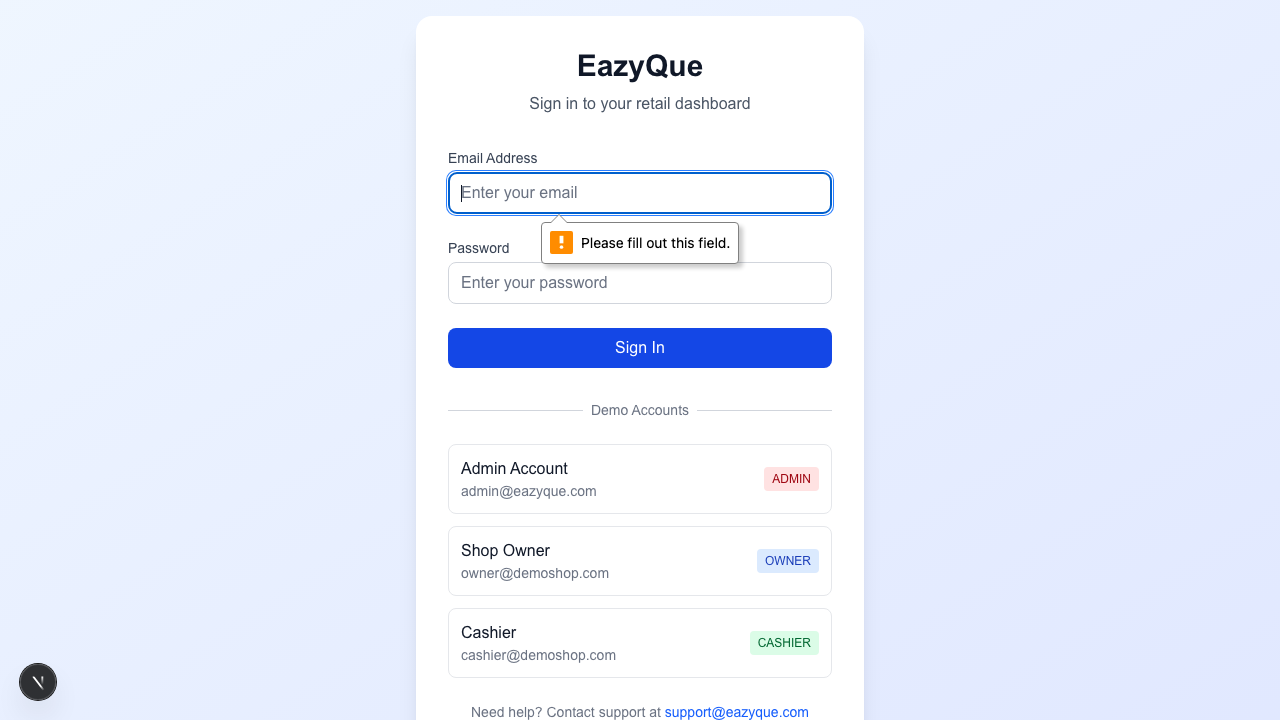 EazyQue
Sign in to your retail dashboard
Email Address
Enter your email
Please fill out this field.
Password
Enter your password
Sign In
Demo Accounts
Admin Account
admin@eazyque.com
ADMIN
Shop Owner
owner@demoshop.com
OWNER
Cashier
cashier@demoshop.com
CASHIER
Need help? Contact support at support@eazyque.com